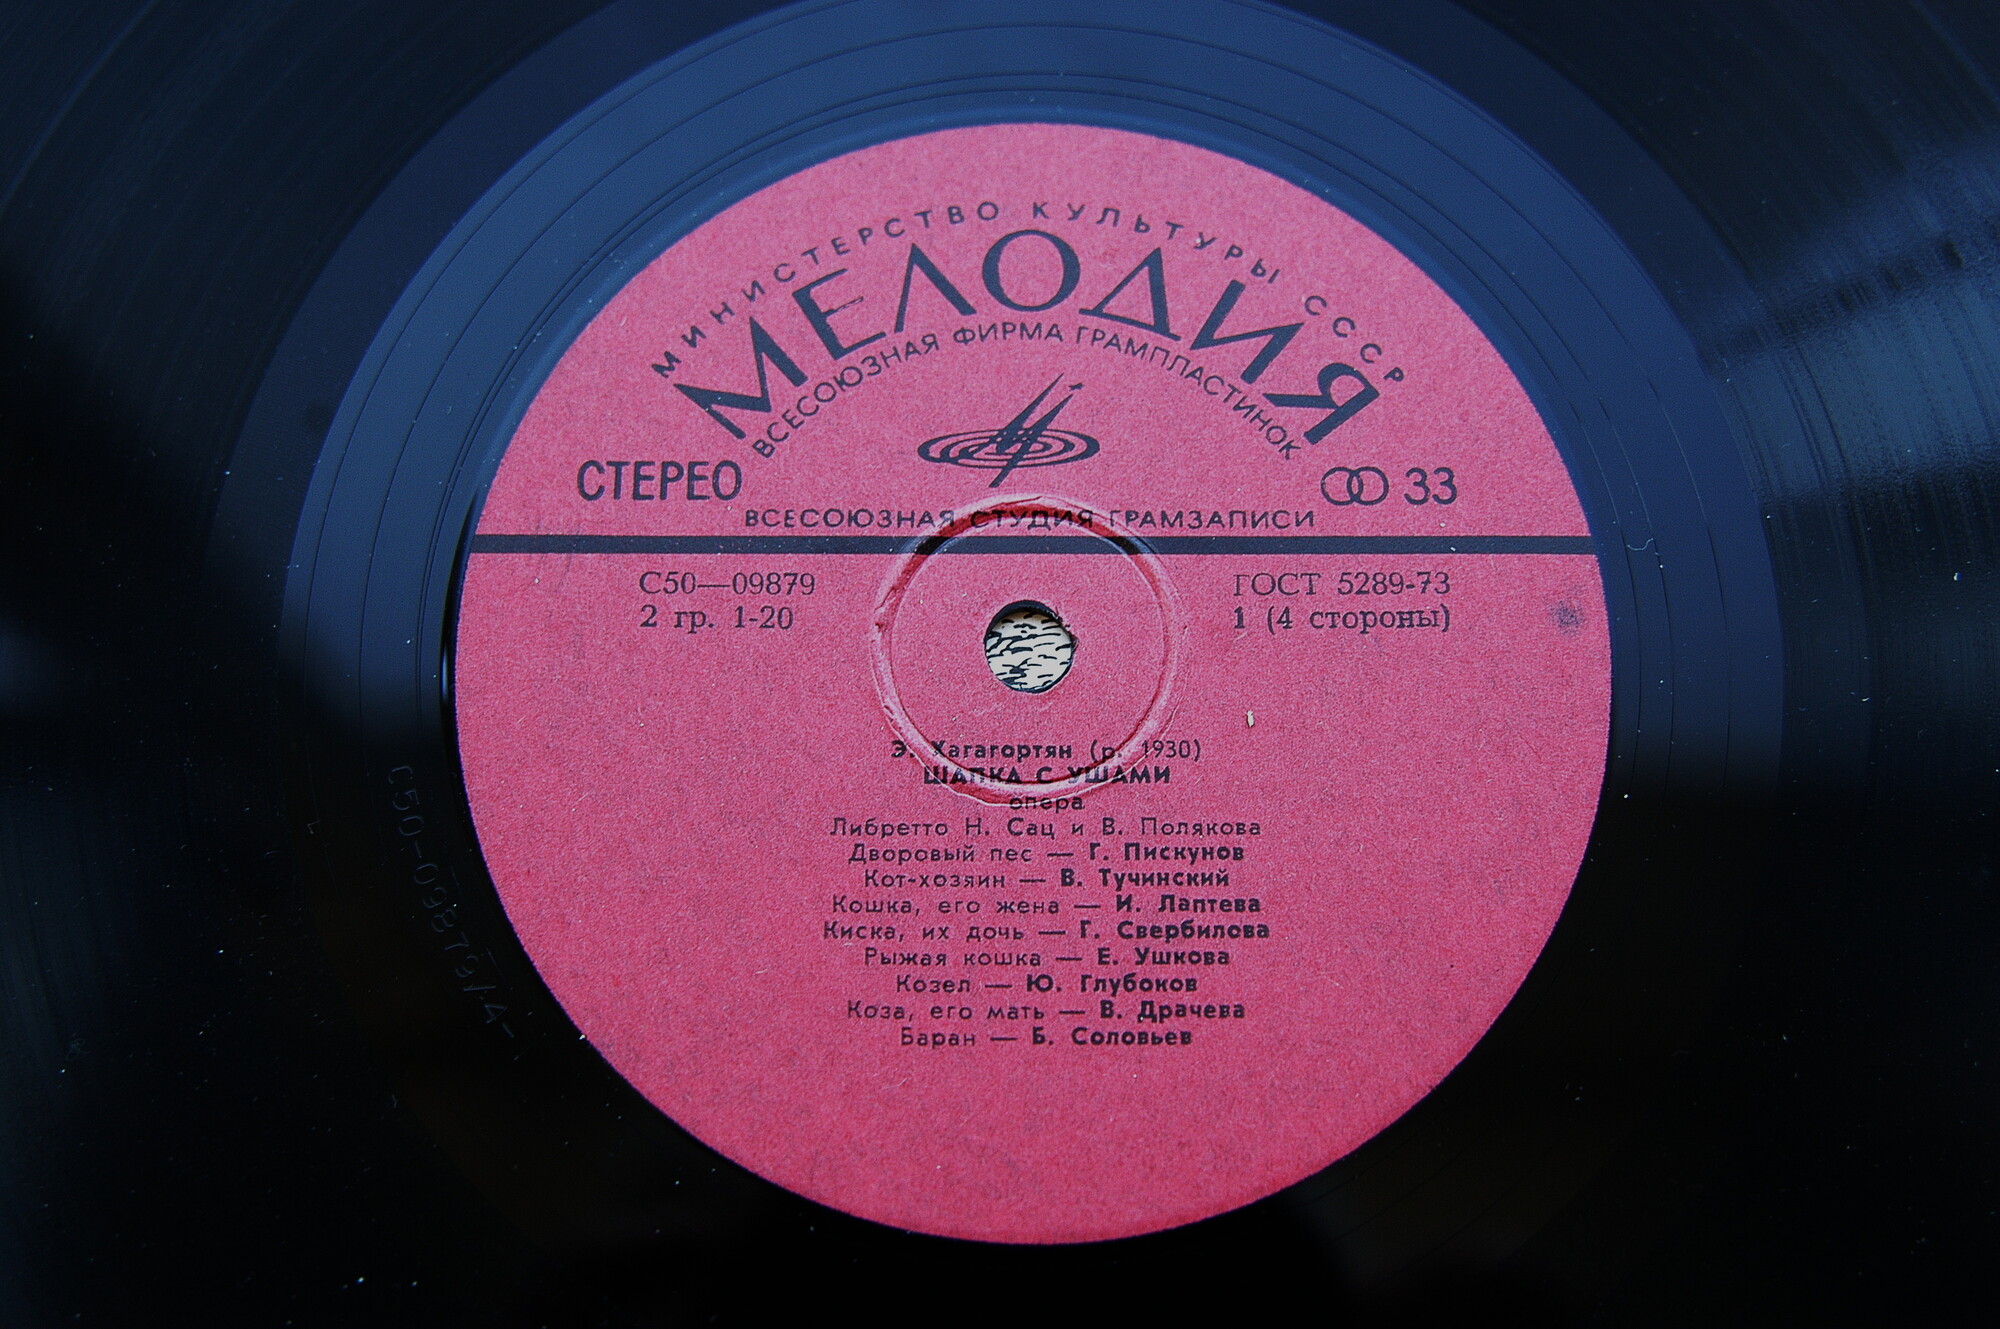 МИНИСТЕРСТВО КУЛЬТУРЫ СССР
МЕЛОДИЯ
ВСЕСОЮЗНАЯ ФИРМА ГРАМПЛАСТИНОК
СТЕРЕО
33
ВСЕСОЮЗНАЯ СТУДИЯ ГРАМЗАПИСИ
С50—09879
ГОСТ 5289-73
2 гр. 1-20
1 (4 стороны)
Э. Хагагортян (р. 1930)
ШАПКА С УШАМИ
опера
Либретто Н. Сац и В. Полякова
Дворовый пес — Г. Пискунов
Кот-хозяин — В. Тучинский
Кошка, его жена — И. Лаптева
Киска, их дочь — Г. Свербилова
Рыжая кошка — Е. Ушкова
Козел — Ю. Глубоков
Коза, его мать — В. Драчева
Баран — Б. Соловьев
С50-09879/4-